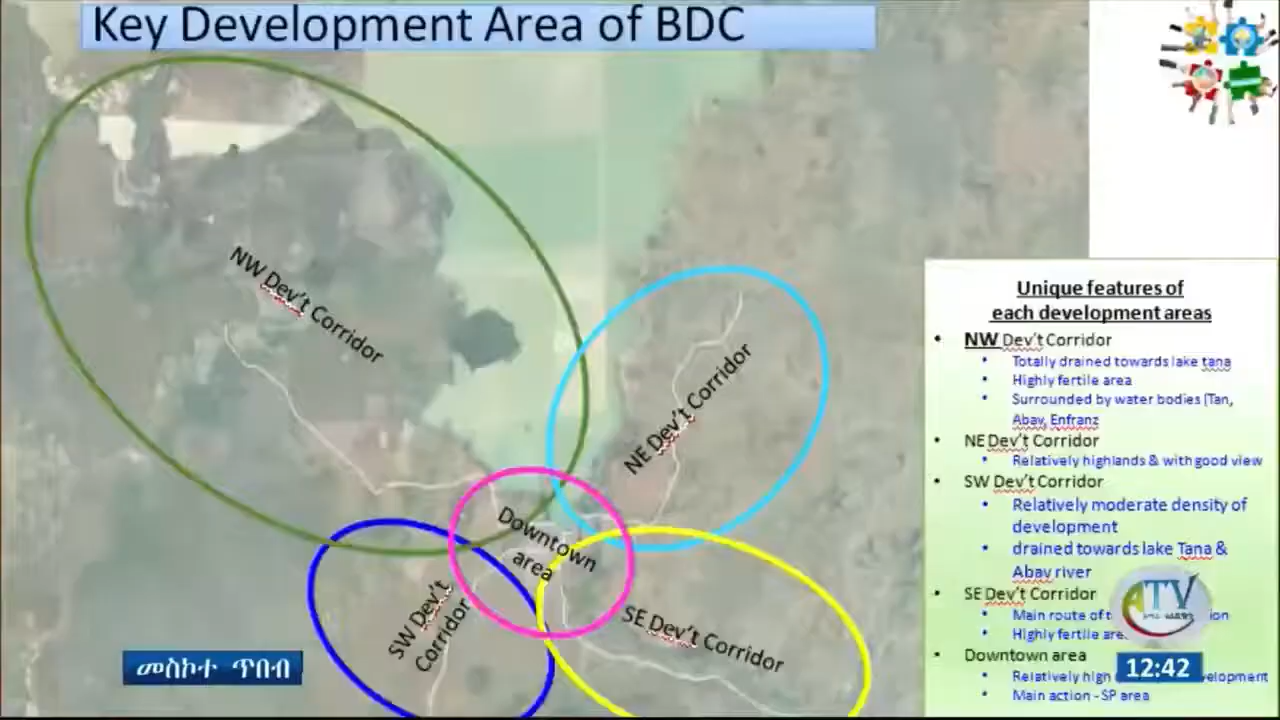 Key Development Area of BDC
NW Dev't Corridor
NE Dev't Corridor
Downtown
area
SW Dev't
Corridor
SE Dev't Corridor
Unique features of
each development areas
• NW Dev't Corridor
• Totally drained towards lake tana
• Highly fertile area
• Surrounded by water bodies (Tan,
Abay, Enfranz
• NE Dev't Corridor
• Relatively highlands & with good view
• SW Dev't Corridor
• Relatively moderate density of
development
• drained towards lake Tana &
Abay river
• SE Dev't Corridor
• Main route of
• Highly fertile
• Downtown area
• Relatively high
• Main action - SP area
ATV
12:42
መስኮተ ጥበብ